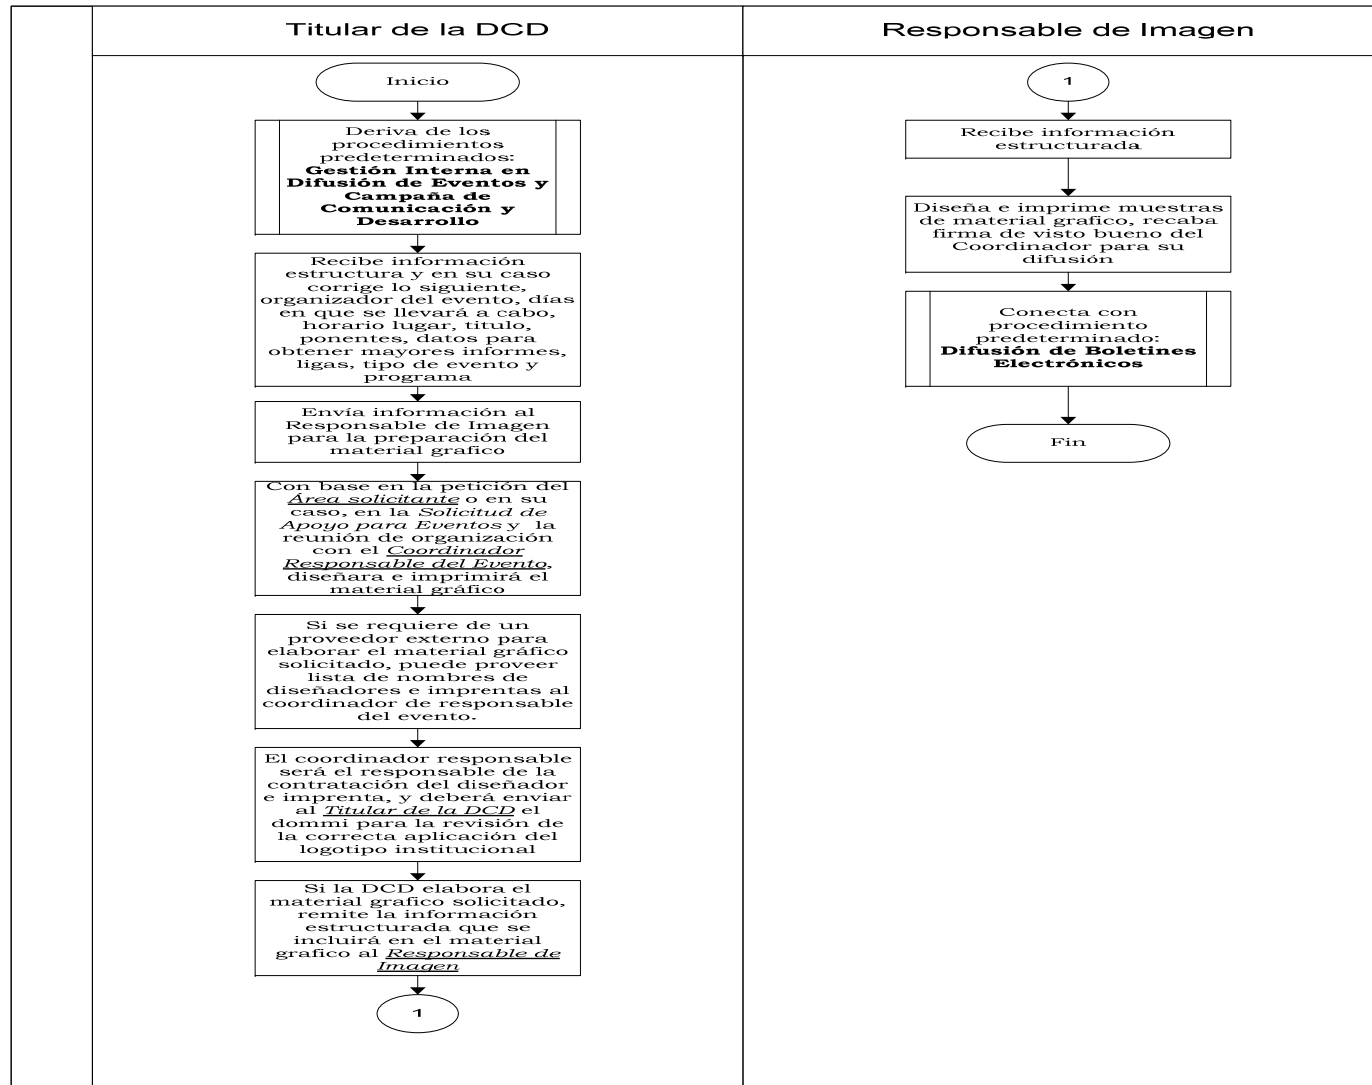 Titular de la DCD
Responsable de Imagen
Inicio
Deriva de los
procedimientos
predeterminados:
Gestión Interna en
Difusión de Eventos y
Campaña de
Comunicación y
Desarrollo
Recibe información
estructura y en su caso
corrige lo siguiente,
organizador del evento, días
en que se llevará a cabo,
horario lugar, titulo,
ponentes, datos para
obtener mayores informes,
ligas, tipo de evento y
programa
Envía información al
Responsable de Imagen
para la preparación del
material grafico
Con base en la petición del
Área solicitante o en su
caso, en la Solicitud de
Apoyo para Eventos y la
reunión de organización
con el Coordinador
Responsable del Evento,
diseñara e imprimirá el
material gráfico
Si se requiere de un
proveedor externo para
elaborar el material gráfico
solicitado, puede proveer
lista de nombres de
diseñadores e imprentas al
coordinador de responsable
del evento.
El coordinador responsable
será el responsable de la
contratación del diseñador
e imprenta, y deberá enviar
al Titular de la DCD el
dommi para la revisión de
la correcta aplicación del
logotipo institucional
Si la DCD elabora el
material grafico solicitado,
remite la información
estructurada que se
incluirá en el material
grafico al Responsable de
Imagen
1
1
Recibe información
estructurada
Diseña e imprime muestras
de material grafico, recaba
firma de visto bueno del
Coordinador para su
difusión
Conecta con
procedimiento
predeterminado:
Difusión de Boletines
Electrónicos
Fin